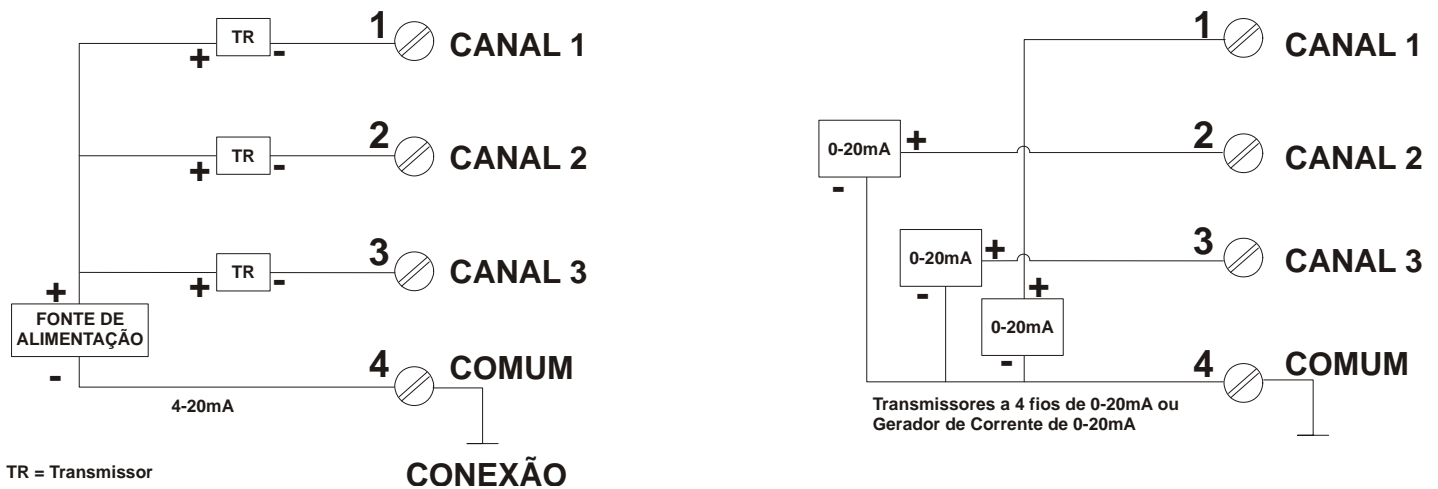 TR
+ -
1
CANAL 1
TR
+ -
2
CANAL 2
TR
+ -
3
CANAL 3
+
FONTE DE
ALIMENTAÇÃO
-
4
COMUM
4-20mA
TR = Transmissor
CONEXÃO
1
CANAL 1
0-20mA
+
-
2
CANAL 2
0-20mA
+
-
3
CANAL 3
+
0-20mA
-
4
COMUM
Transmissores a 4 fios de 0-20mA ou
Gerador de Corrente de 0-20mA